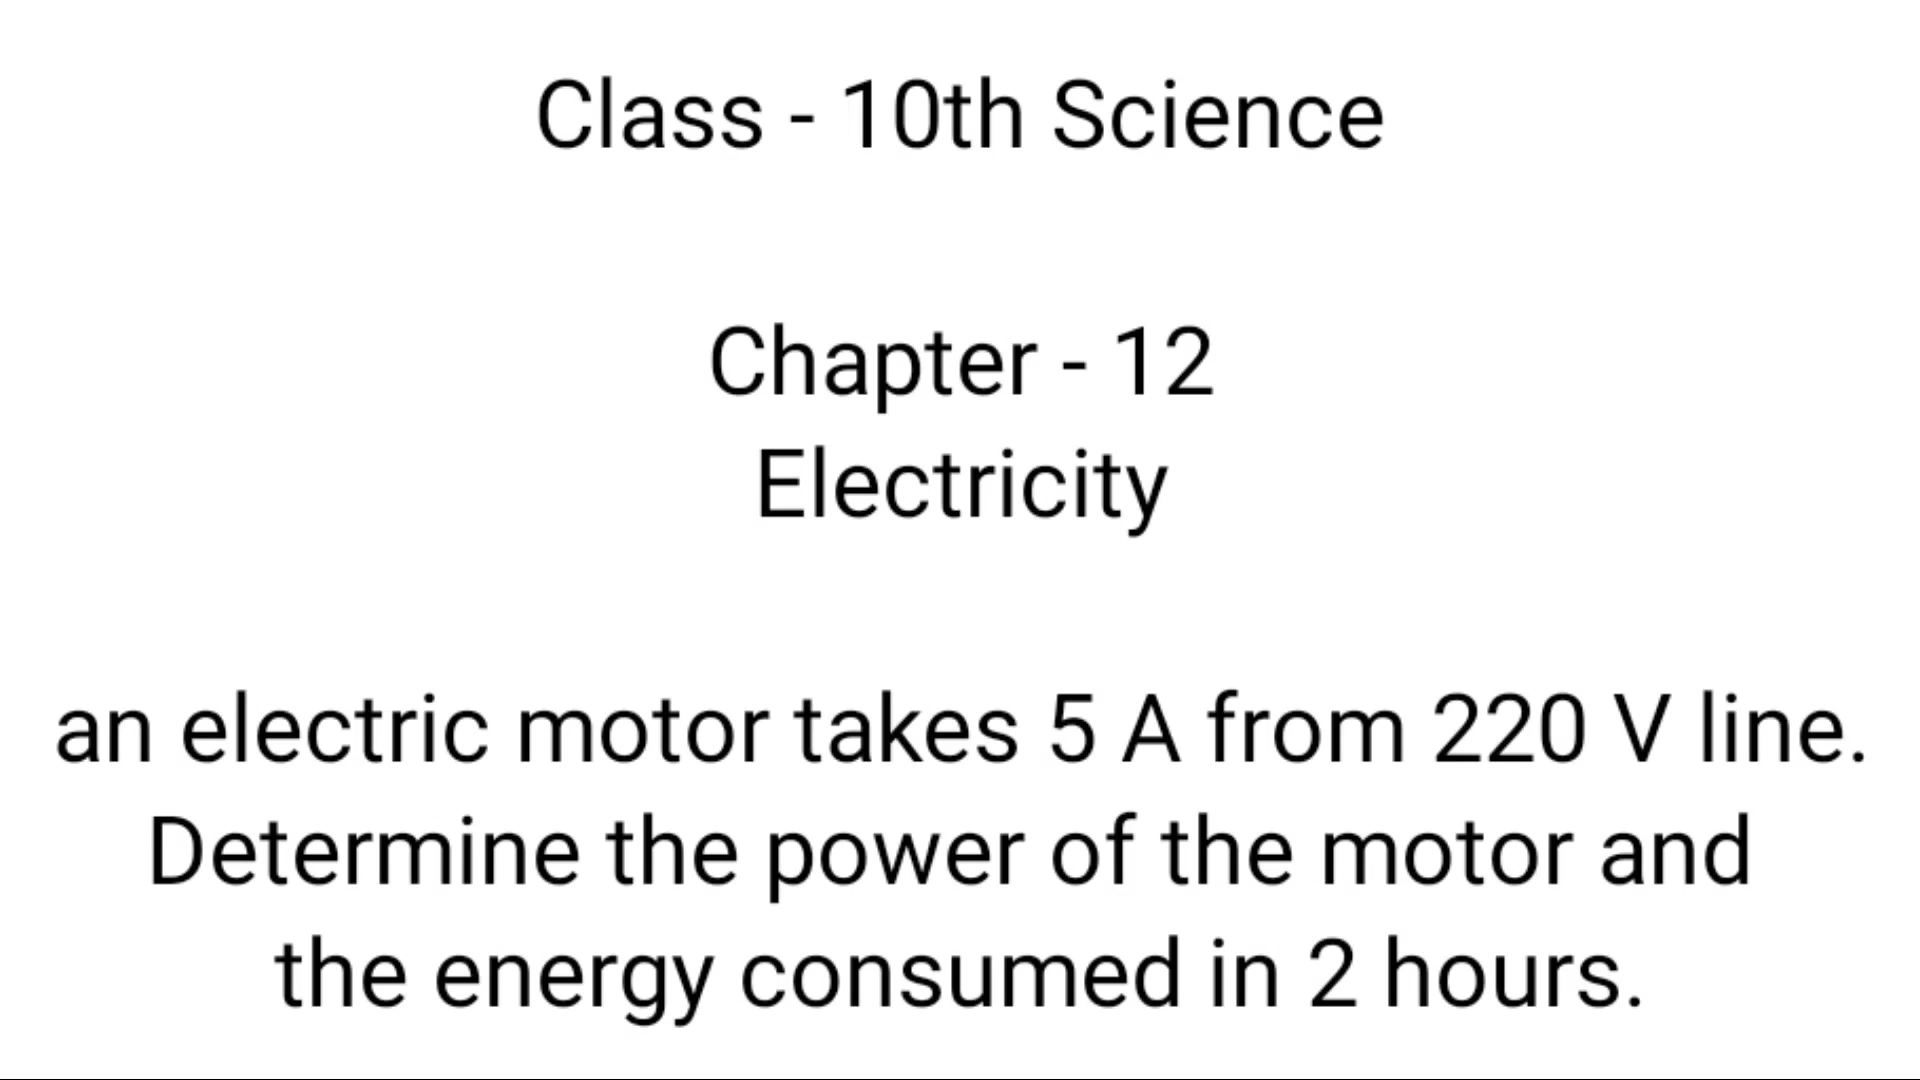 Class - 10th Science
Chapter - 12
Electricity
an electric motor takes 5 A from 220 V line.
Determine the power of the motor and
the energy consumed in 2 hours.